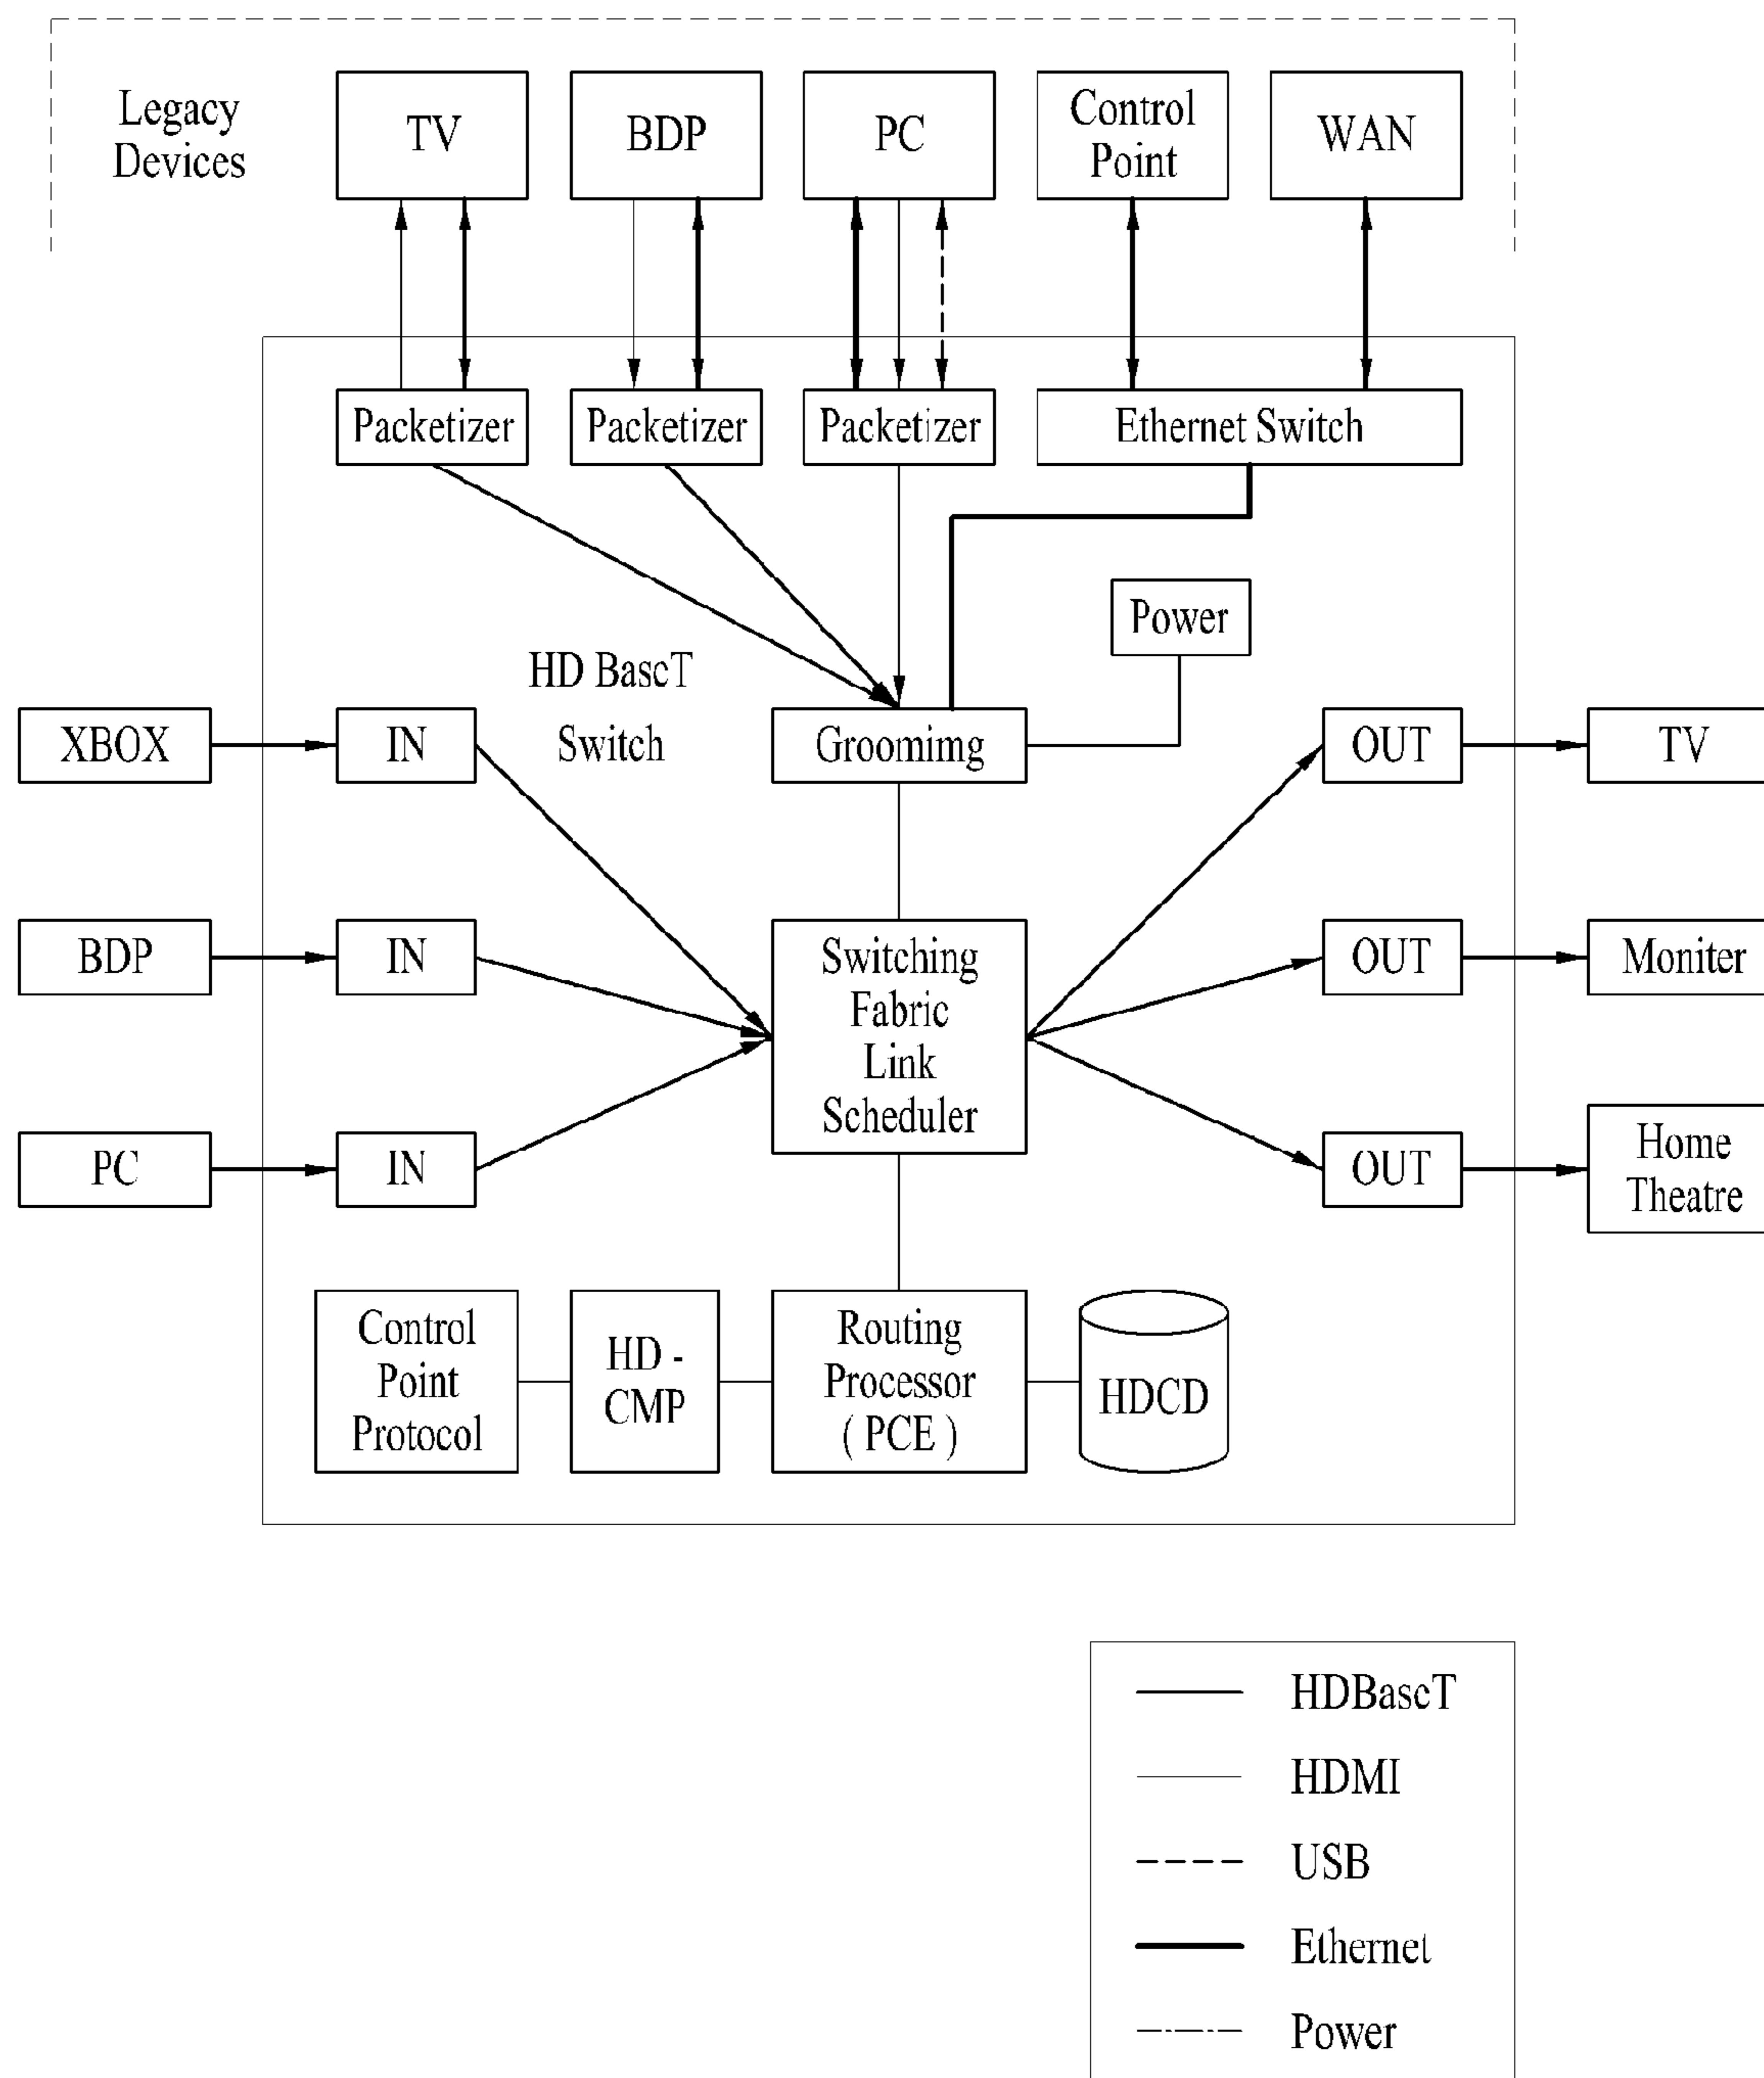 Legacy
Devices
TV
BDP
PC
Control
Point
WAN
Packetizer
Packetizer
Packetizer
Ethernet Switch
Power
HD BascT
Switch
Groomimg
XBOX
IN
OUT
TV
BDP
IN
Switching
Fabric
Link
Scheduler
OUT
Moniter
PC
IN
OUT
Home
Theatre
Control
Point
Protocol
HD -
CMP
Routing
Processor
( PCE )
HDCD
HDBascT
HDMI
USB
Ethernet
Power